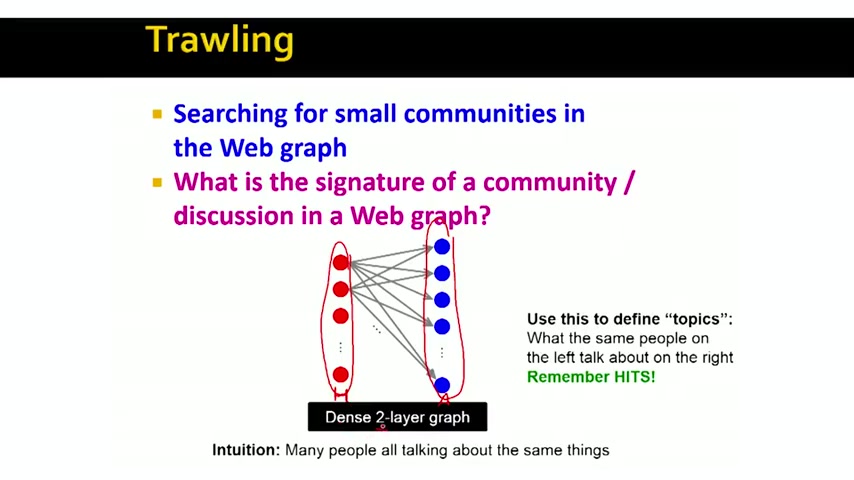 Trawling
Searching for small communities in
the Web graph
What is the signature of a community /
discussion in a Web graph?
Use this to define “topics”:
What the same people on
the left talk about on the right
Remember HITS!
H
A
Dense 2-layer graph
Intuition: Many people all talking about the same things